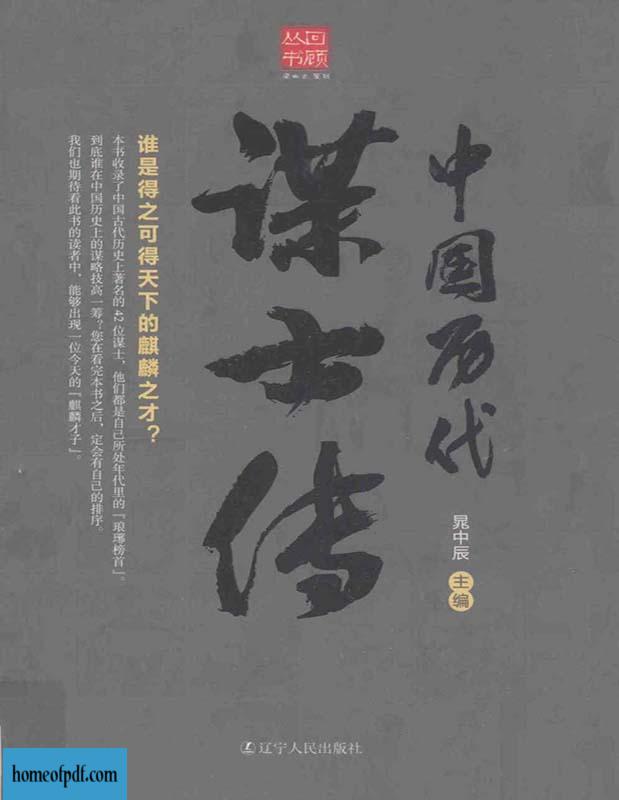 回顾
丛书
中国历代
谋士传
晁中辰
主编
谁是得之可得天下的麒麟之才？
本书收录了中国古代历史上著名的42位谋士，他们都是自己所处年代里的『琅琊榜首』。
到底谁在中国历史上的谋略技高一筹？您在看完本书之后，定会有自己的排序。
我们也期待看此书的读者中，能够出现一位今天的『麒麟才子』。
辽宁人民出版社
homeofpdf.com